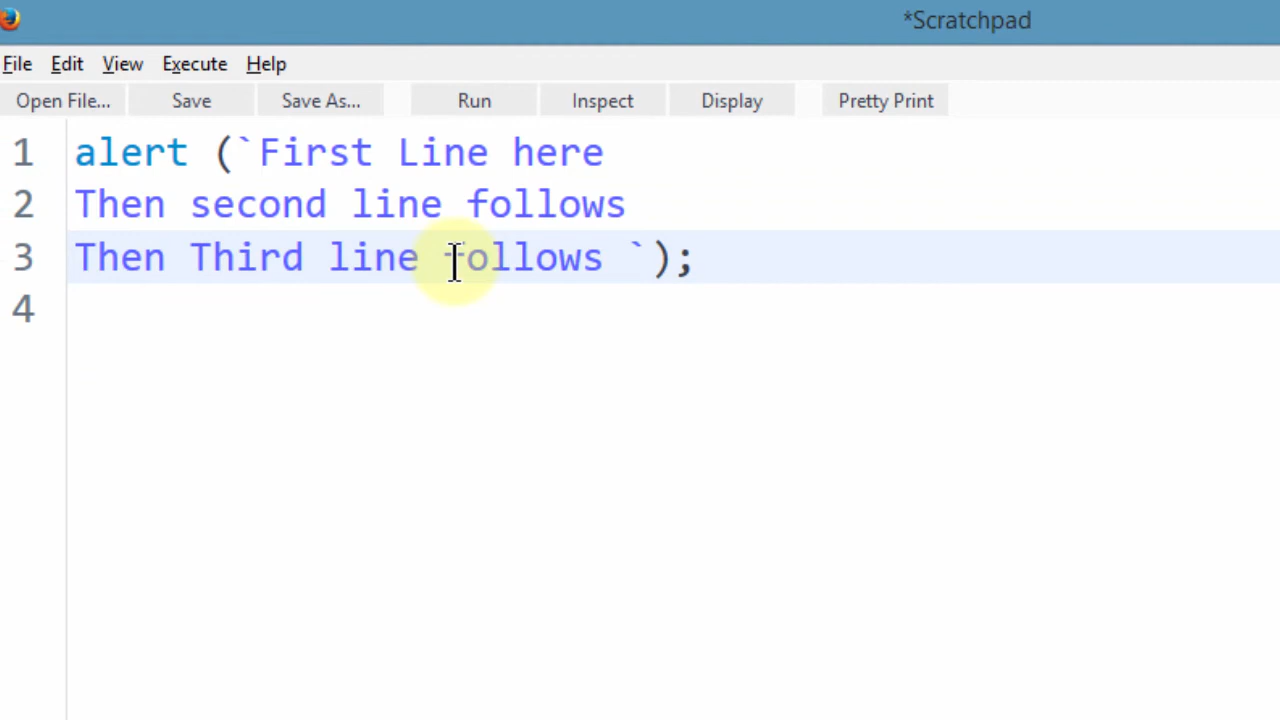 *Scratchpad
File Edit View Execute Help
Open File... Save Save As... Run Inspect Display Pretty Print
1 alert (`First Line here
2 Then second line follows
3 Then Third line follows `);
4